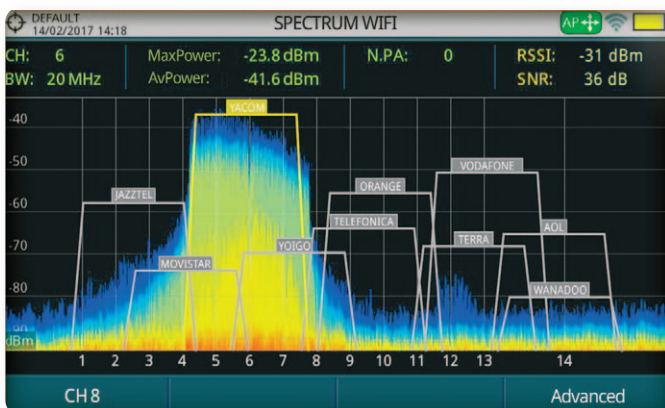 DEFAULT
14/02/2017 14:18
SPECTRUM WIFI
AP
CH: 6
MaxPower: -23.8 dBm
N.PA: 0
RSSI: -31 dBm
BW: 20 MHz
AvPower: -41.6 dBm
SNR: 36 dB
-40
YACOM
-50
VODAFONE
JAZZTEL
ORANGE
-60
TELEFONICA
AOL
-70
YOIGO
TERRA
MOVISTAR
-80
WANADOO
-90
dBm
1 2 3 4 5 6 7 8 9 10 11 12 13 14
CH 8
Advanced